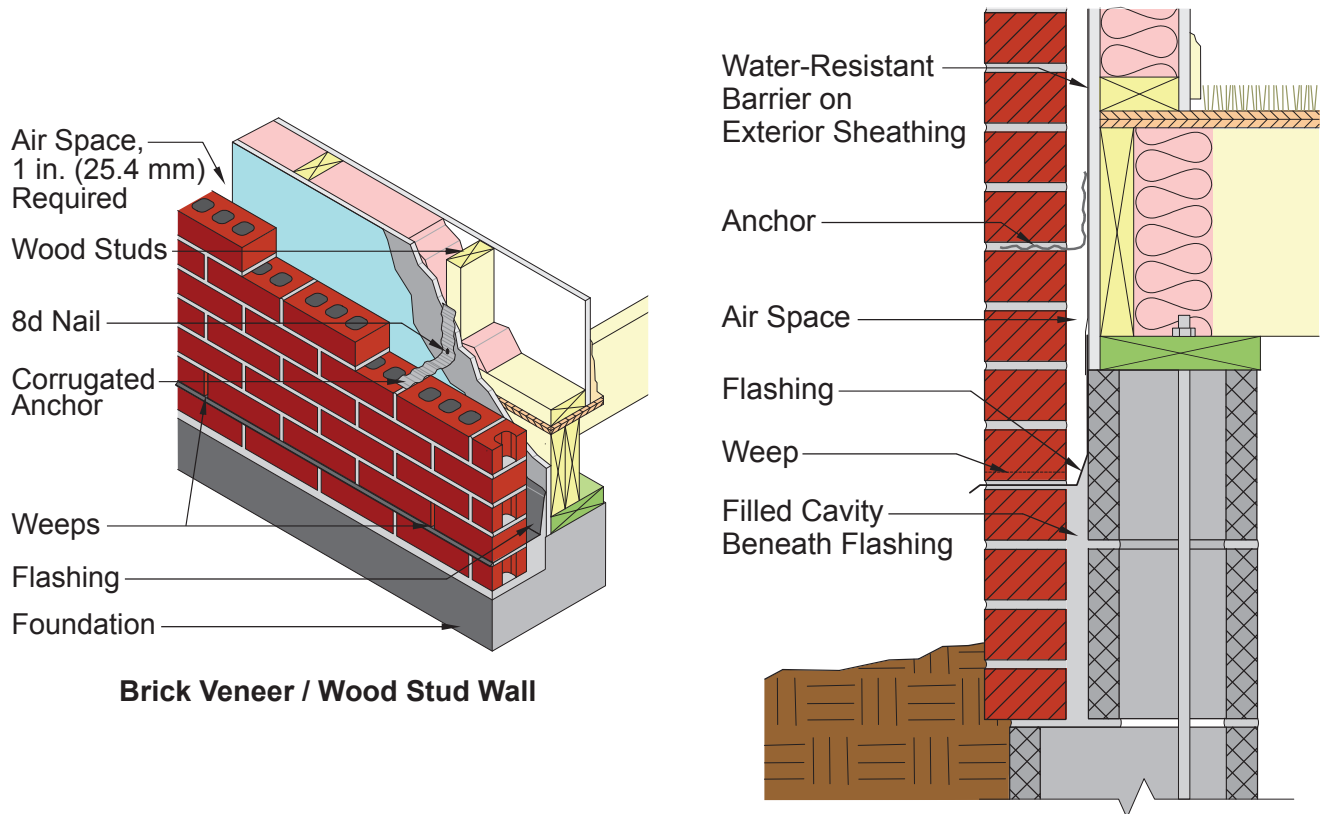 Air Space,
1 in. (25.4 mm)
Required
Wood Studs
8d Nail
Corrugated
Anchor
Weeps
Flashing
Foundation
Brick Veneer / Wood Stud Wall
Water-Resistant
Barrier on
Exterior Sheathing
Anchor
Air Space
Flashing
Weep
Filled Cavity
Beneath Flashing